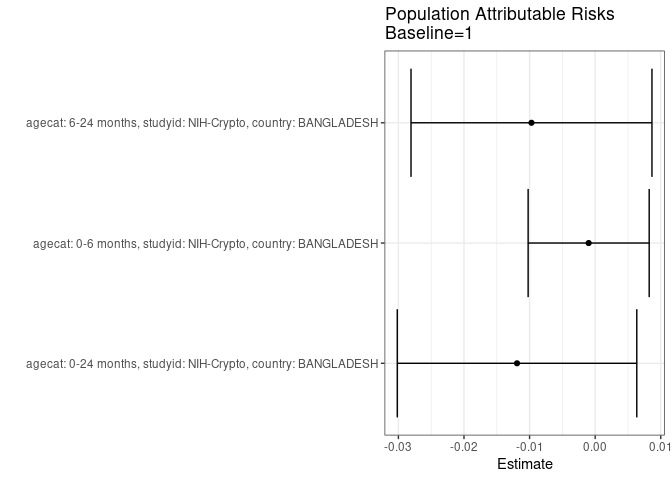 Population Attributable Risks
Baseline=1
agecat: 6-24 months, studyid: NIH-Crypto, country: BANGLADESH
agecat: 0-6 months, studyid: NIH-Crypto, country: BANGLADESH
agecat: 0-24 months, studyid: NIH-Crypto, country: BANGLADESH
-0.03 -0.02 -0.01 0.00 0.01
Estimate